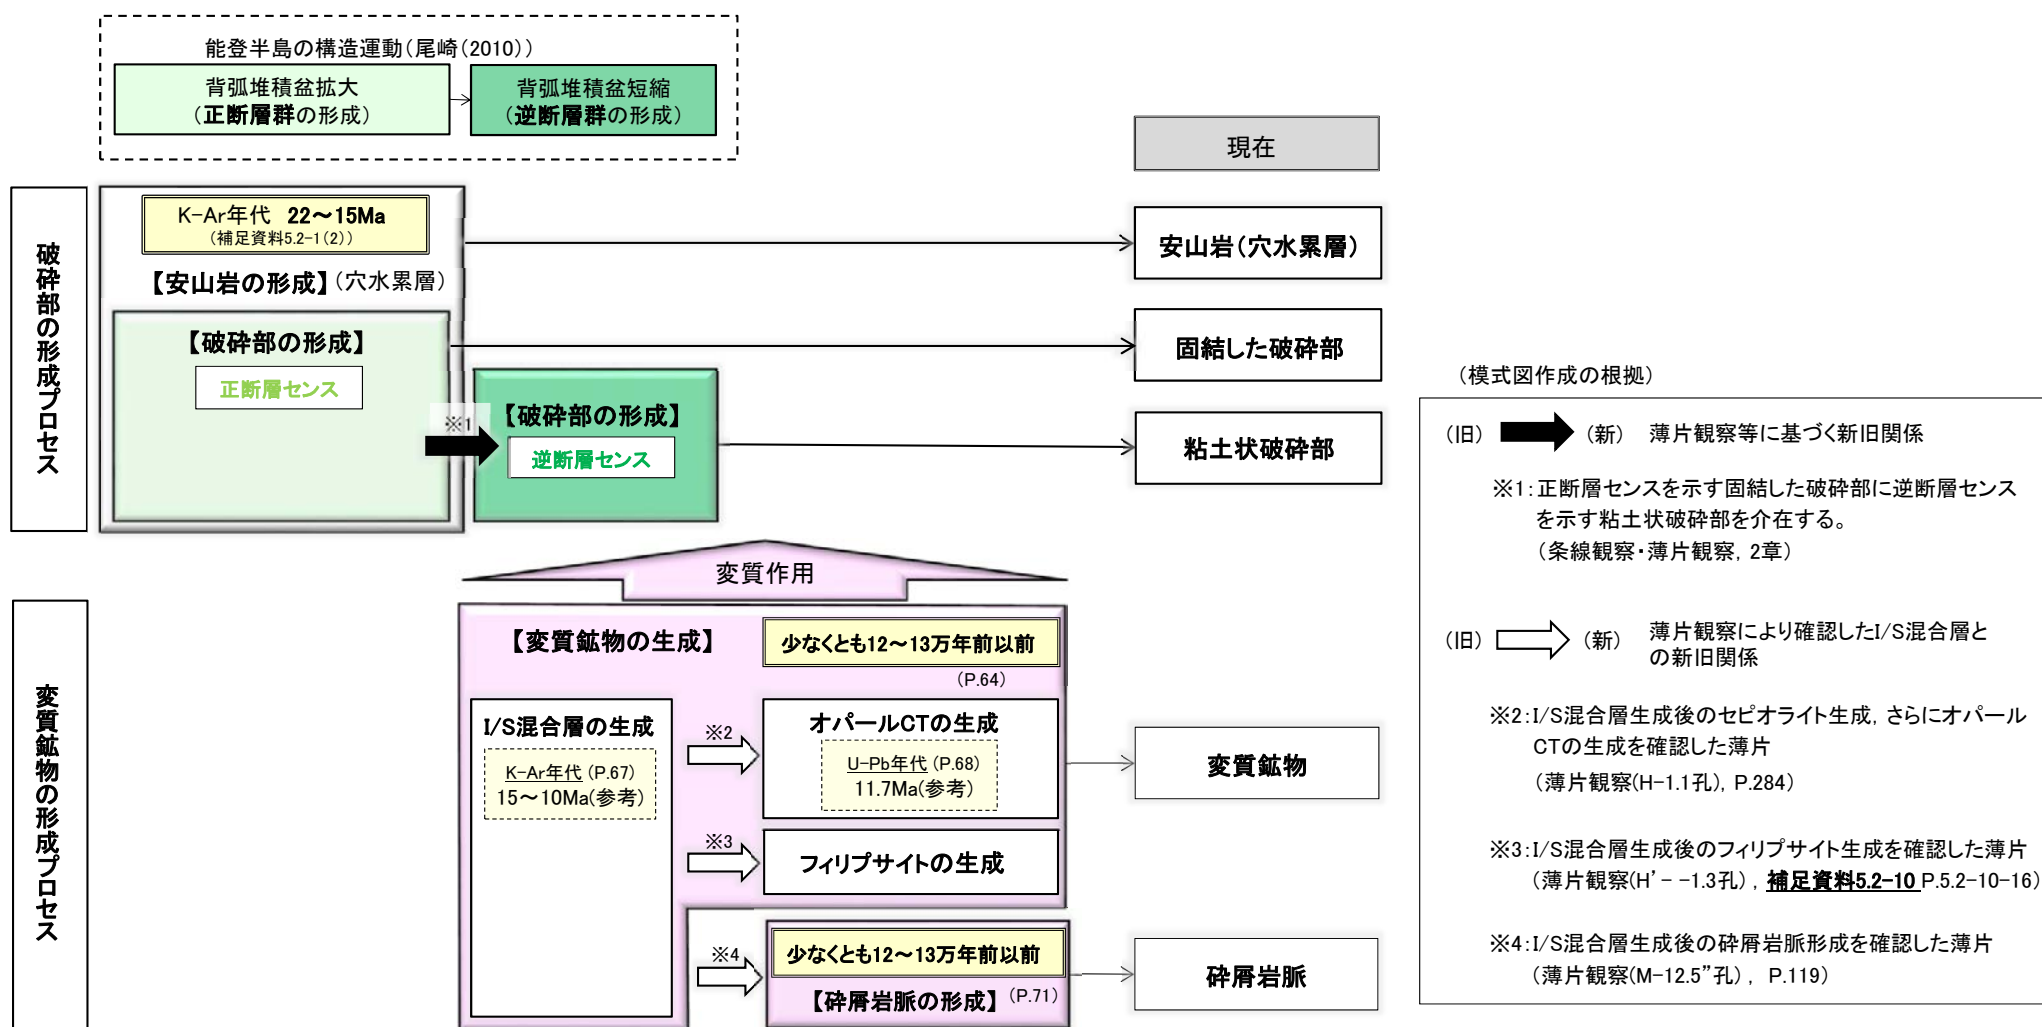 能登半島の構造運動(尾崎(2010))
背弧堆積盆拡大
(正断層群の形成)
背弧堆積盆短縮
(逆断層群の形成)
現在
破砕部の形成プロセス
K-Ar年代 22～15Ma
(補足資料5.2-1(2))
【安山岩の形成】(穴水累層)
安山岩(穴水累層)
【破砕部の形成】
正断層センス
固結した破砕部
※1
【破砕部の形成】
逆断層センス
粘土状破砕部
変質作用
変質鉱物の形成プロセス
【変質鉱物の生成】
少なくとも12～13万年前以前
(P.64)
I/S混合層の生成
K-Ar年代 (P.67)
15～10Ma(参考)
※2
オパールCTの生成
U-Pb年代 (P.68)
11.7Ma(参考)
変質鉱物
※3
フィリプサイトの生成
※4
少なくとも12～13万年前以前
【砕屑岩脈の形成】(P.71)
砕屑岩脈
(模式図作成の根拠)
(旧) (新) 薄片観察等に基づく新旧関係
※1:正断層センスを示す固結した破砕部に逆断層センス
を示す粘土状破砕部を介在する。
(条線観察・薄片観察, 2章)
(旧) (新) 薄片観察により確認したI/S混合層と
の新旧関係
※2:I/S混合層生成後のセピオライト生成, さらにオパール
CTの生成を確認した薄片
(薄片観察(H-1.1孔), P.284)
※3:I/S混合層生成後のフィリプサイト生成を確認した薄片
(薄片観察(H’- -1.3孔), 補足資料5.2-10 P.5.2-10-16)
※4:I/S混合層生成後の砕屑岩脈形成を確認した薄片
(薄片観察(M-12.5”孔), P.119)